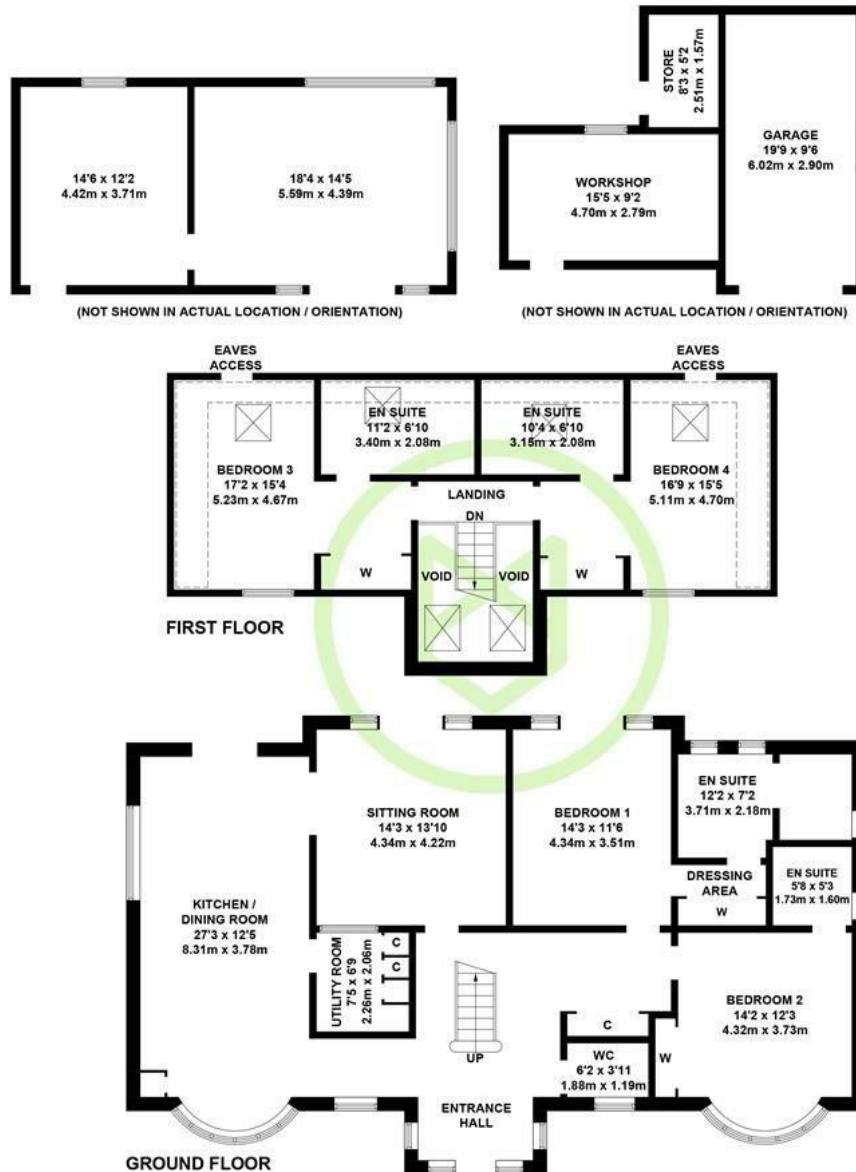 14'6 x 12'2
4.42m x 3.71m
18'4 x 14'5
5.59m x 4.39m
(NOT SHOWN IN ACTUAL LOCATION / ORIENTATION)
STORE
8'3 x 5'2
2.51m x 1.57m
GARAGE
19'9 x 9'6
6.02m x 2.90m
WORKSHOP
15'5 x 9'2
4.70m x 2.79m
(NOT SHOWN IN ACTUAL LOCATION / ORIENTATION)
EAVES
ACCESS
EAVES
ACCESS
EN SUITE
11'2 x 6'10
3.40m x 2.08m
EN SUITE
10'4 x 6'10
3.15m x 2.08m
BEDROOM 3
17'2 x 15'4
5.23m x 4.67m
BEDROOM 4
16'9 x 15'5
5.11m x 4.70m
LANDING
DN
W
VOID
VOID
W
FIRST FLOOR
SITTING ROOM
14'3 x 13'10
4.34m x 4.22m
BEDROOM 1
14'3 x 11'6
4.34m x 3.51m
EN SUITE
12'2 x 7'2
3.71m x 2.18m
DRESSING
AREA
W
EN SUITE
5'8 x 5'3
1.73m x 1.60m
KITCHEN /
DINING ROOM
27'3 x 12'5
8.31m x 3.78m
UTILITY ROOM
7'5 x 6'9
2.26m x 2.06m
C
C
UP
C
BEDROOM 2
14'2 x 12'3
4.32m x 3.73m
W
WC
6'2 x 3'11
1.88m x 1.19m
ENTRANCE
HALL
GROUND FLOOR